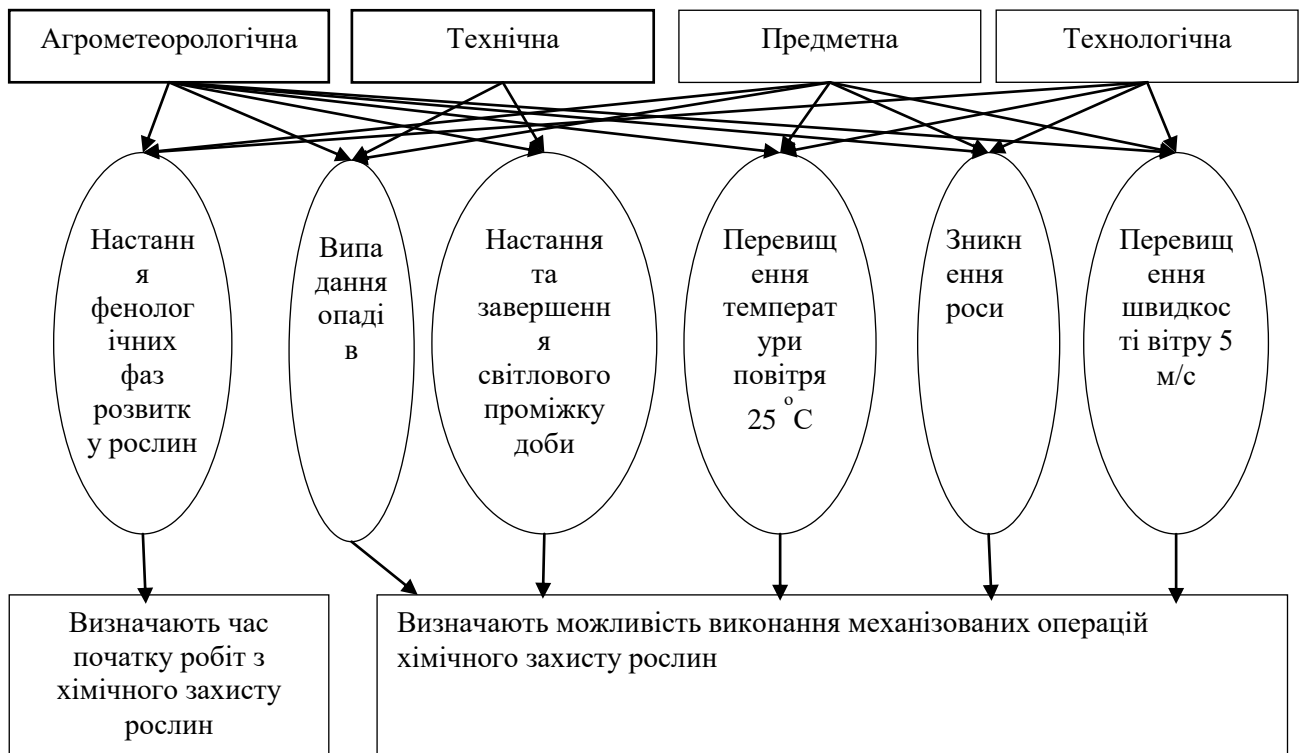 Агрометеорологічна
Технічна
Предметна
Технологічна
Настанн
я
фенолог
ічних
фаз
розвитк
у рослин
Випа
дання
опаді
в
Настання
та
завершенн
я
світлового
проміжку
доби
Перевищ
ення
температ
ури
повітря
25 °С
Зникн
ення
роси
Перевищ
ення
швидкос
ті вітру 5
м/с
Визначають час
початку робіт з
хімічного захисту
рослин
Визначають можливість виконання механізованих операцій
хімічного захисту рослин